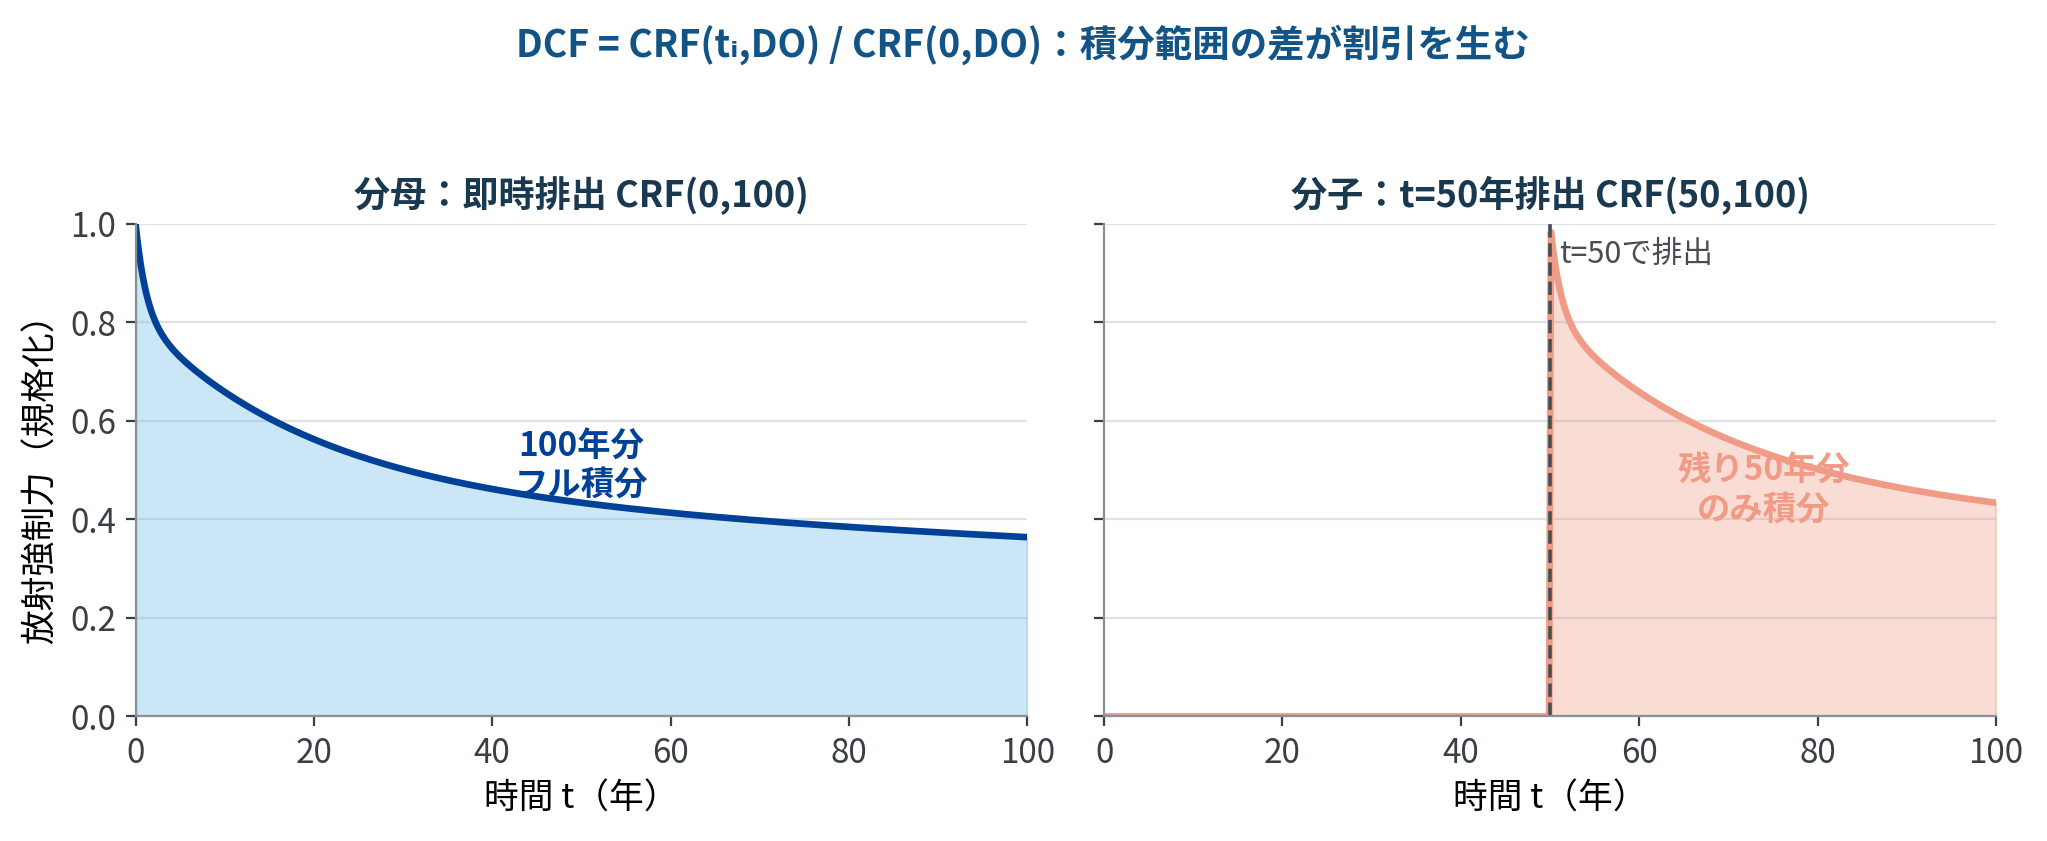 DCF = CRF(tᵢ,DO) / CRF(0,DO)：積分範囲の差が割引を生む
分母：即時排出 CRF(0,100)
放射強制力（規格化）
1.0
0.8
0.6
0.4
0.2
0.0
100年分
フル積分
0 20 40 60 80 100
時間 t（年）
分子：t=50年排出 CRF(50,100)
t=50で排出
残り50年分
のみ積分
0 20 40 60 80 100
時間 t（年）